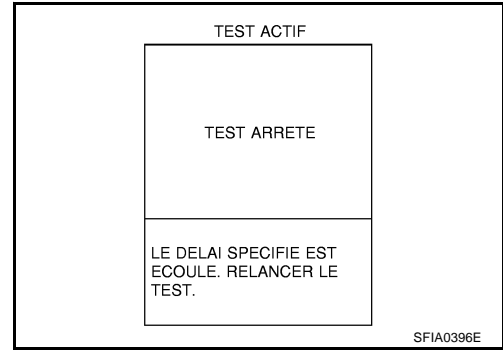 TEST ACTIF
TEST ARRETE
LE DELAI SPECIFIE EST
ECOULE. RELANCER LE
TEST.
SFIA0396E